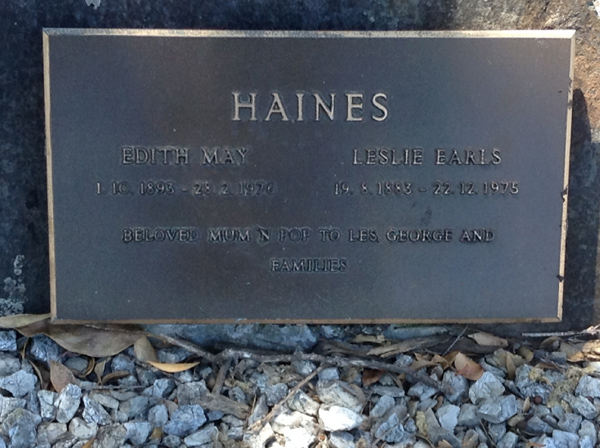 HAINES
EDITH MAY LESLIE EARLS
1.10.1893 - 23.2.1976 19.8.1883 - 22.12.1975
BELOVED MUM 'N POP TO LES, GEORGE AND
FAMILIES